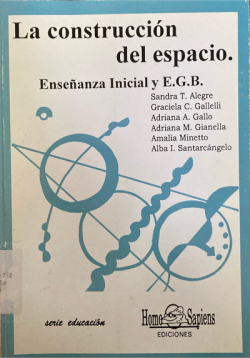 La construcción
del espacio.
Enseñanza Inicial y E.G.B.
Sandra T. Alegre
Graciela C. Gallelli
Adriana A. Gallo
Adriana M. Gianella
Amalia Minetto
Alba I. Santarcángelo
serie educación
Homo Sapiens
EDICIONES